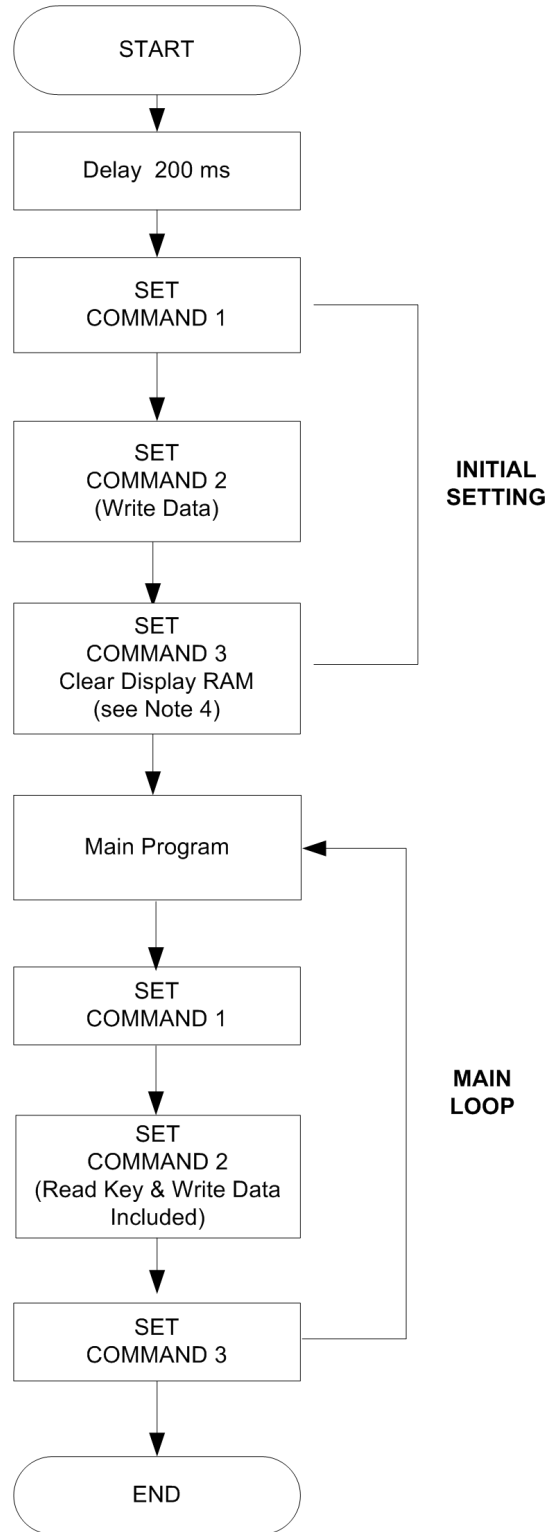 START
Delay 200 ms
SET
COMMAND 1
SET
COMMAND 2
(Write Data)
SET
COMMAND 3
Clear Display RAM
(see Note 4)
INITIAL
SETTING
Main Program
SET
COMMAND 1
SET
COMMAND 2
(Read Key & Write Data
Included)
SET
COMMAND 3
MAIN
LOOP
END